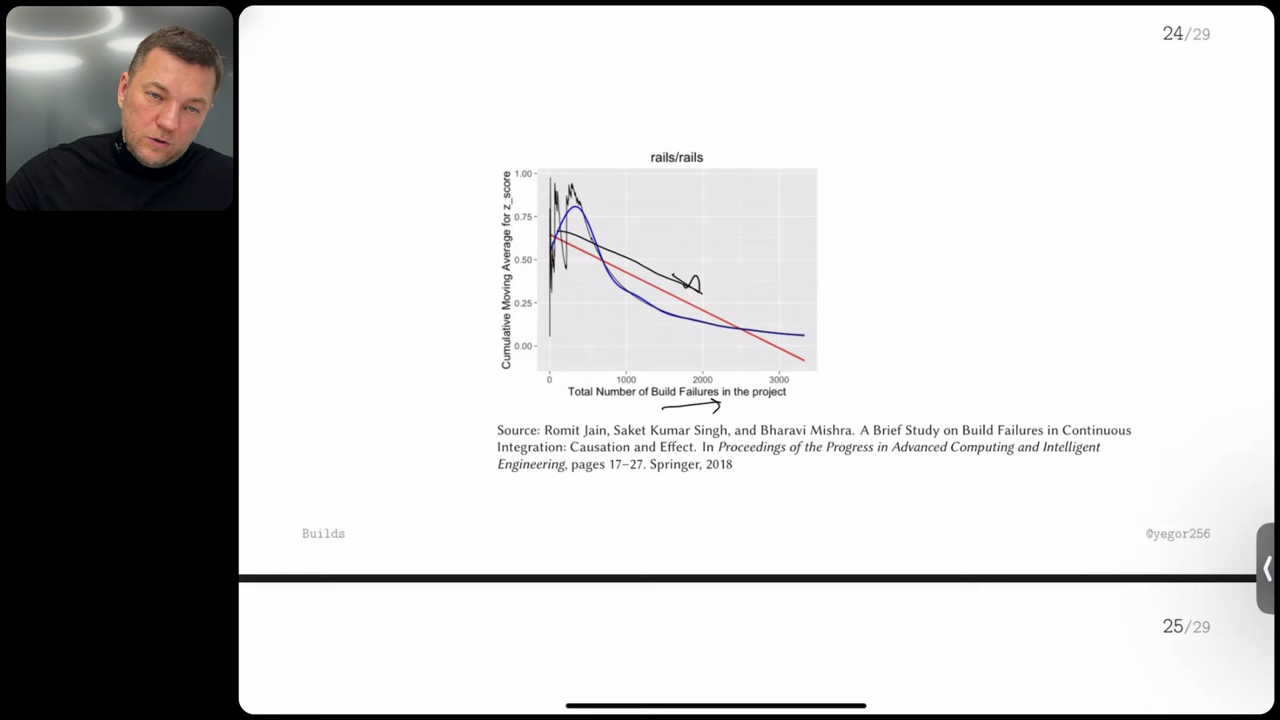 24/29
rails/rails
Cumulative Moving Average for z_score
1.00
0.75
0.50
0.25
0.00
0 1000 2000 3000
Total Number of Build Failures in the project
Source: Romit Jain, Saket Kumar Singh, and Bharavi Mishra. A Brief Study on Build Failures in Continuous
Integration: Causation and Effect. In Proceedings of the Progress in Advanced Computing and Intelligent
Engineering, pages 17–27. Springer, 2018
Builds @yegor256
25/29